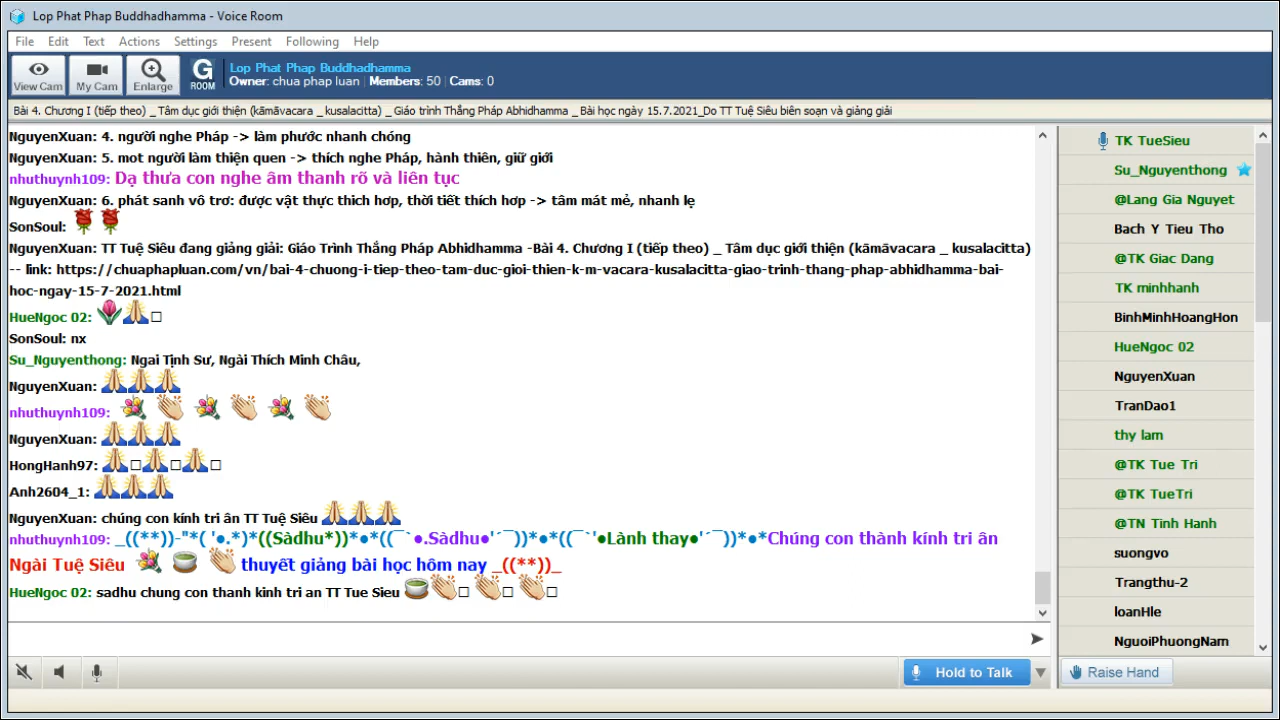 Lop Phat Phap Buddhadhamma - Voice Room
File Edit Text Actions Settings Present Following Help
View Cam
My Cam
Enlarge
G ROOM
Lop Phat Phap Buddhadhamma
Owner: chua phap luan | Members: 50 | Cams: 0
Bài 4. Chương I (tiếp theo) _ Tâm dục giới thiện (kāmāvacara _ kusalacitta) _ Giáo trình Thắng Pháp Abhidhamma _ Bài học ngày 15.7.2021_Do TT Tuệ Siêu biên soạn và giảng giải
NguyenXuan: 4. người nghe Pháp -> làm phước nhanh chóng
NguyenXuan: 5. mot người làm thiện quen -> thích nghe Pháp, hành thiên, giữ giới
nhuthuynh109: Dạ thưa con nghe âm thanh rõ và liên tục
NguyenXuan: 6. phát sanh vô trơ: được vật thực thich hơp, thời tiết thích hơp -> tâm mát mẻ, nhanh lẹ
SonSoul: 🌹🌹
NguyenXuan: TT Tuệ Siêu đang giảng giải: Giáo Trình Thắng Pháp Abhidhamma -Bài 4. Chương I (tiếp theo) _ Tâm dục giới thiện (kāmāvacara _ kusalacitta)
-- link: https://chuaphapluan.com/vn/bai-4-chuong-i-tiep-theo-tam-duc-gioi-thien-k-m-vacara-kusalacitta-giao-trinh-thang-phap-abhidhamma-bai-
hoc-ngay-15-7-2021.html
HueNgoc 02: 🌷🙏□
SonSoul: nx
Su_Nguyenthong: Ngai Tịnh Sư, Ngài Thích Minh Châu,
NguyenXuan: 🙏🙏🙏
nhuthuynh109: 💐 👏 💐 👏 💐 👏
NguyenXuan: 🙏🙏🙏
HongHanh97: 🙏□🙏□🙏□
Anh2604_1: 🙏🙏🙏
NguyenXuan: chúng con kính tri ân TT Tuệ Siêu 🙏🙏🙏
nhuthuynh109: _((**))-"*( '●.*)*((Sàdhu*))*●*((¯`●.Sàdhu●'´¯))*●*((¯`'●Lành thay●'´¯))*●*Chúng con thành kính tri ân
Ngài Tuệ Siêu 💐 🍵 👏 thuyết giảng bài học hôm nay _((**))_
HueNgoc 02: sadhu chung con thanh kinh tri an TT Tue Sieu 🍵👏□ 👏□ 👏□
Hold to Talk
TK TueSieu
Su_Nguyenthong
@Lang Gia Nguyet
Bach Y Tieu Tho
@TK Giac Dang
TK minhhanh
BinhMinhHoangHon
HueNgoc 02
NguyenXuan
TranDao1
thy lam
@TK Tue Tri
@TK TueTri
@TN Tinh Hanh
suongvo
Trangthu-2
loanHle
NguoiPhuongNam
Raise Hand